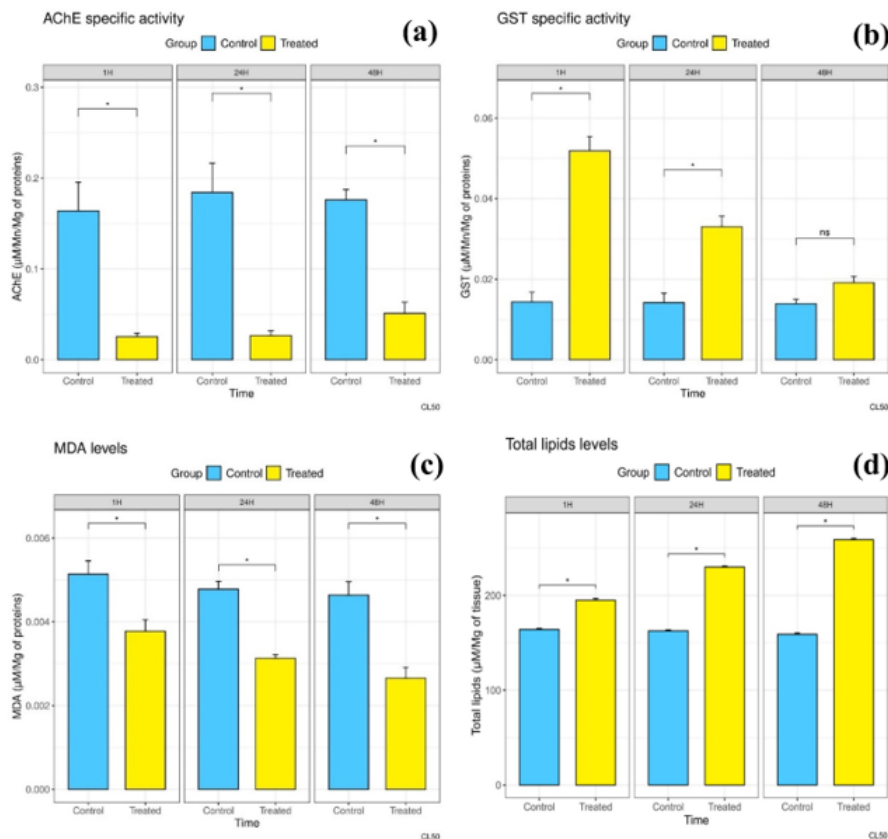 AChE specific activity
(a)
Group Control Treated
1H 24H 48H
0.3
0.2
0.1
0.0
AChE (µM/Mn/Mg of proteins)
* * *
Control Treated Control Treated Control Treated
Time
CL50
GST specific activity
(b)
Group Control Treated
1H 24H 48H
0.06
0.04
0.02
0.00
GST (µM/Mn/Mg of proteins)
* * ns
Control Treated Control Treated Control Treated
Time
CL50
MDA levels
(c)
Group Control Treated
1H 24H 48H
0.006
0.004
0.002
0.000
MDA (µM/Mg of proteins)
* * *
Control Treated Control Treated Control Treated
Time
CL50
Total lipids levels
(d)
Group Control Treated
1H 24H 48H
200
100
0
Total lipids (µM/Mg of tissue)
* * *
Control Treated Control Treated Control Treated
Time
CL50